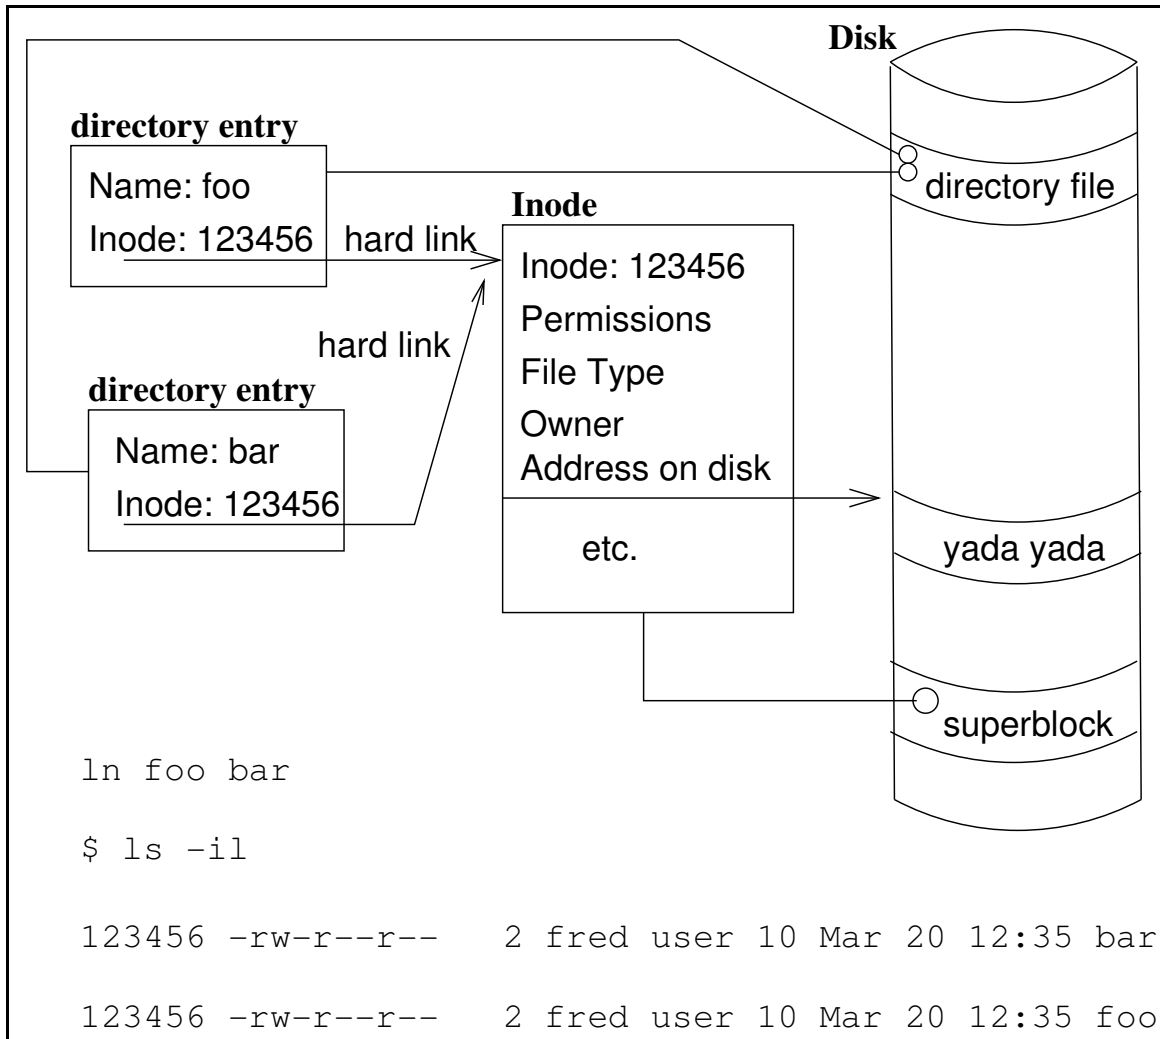 Disk
directory entry
Name: foo
Inode: 123456
hard link
hard link
directory entry
Name: bar
Inode: 123456
Inode
Inode: 123456
Permissions
File Type
Owner
Address on disk
etc.
directory file
yada yada
superblock
ln foo bar
$ ls -il
123456 -rw-r--r-- 2 fred user 10 Mar 20 12:35 bar
123456 -rw-r--r-- 2 fred user 10 Mar 20 12:35 foo